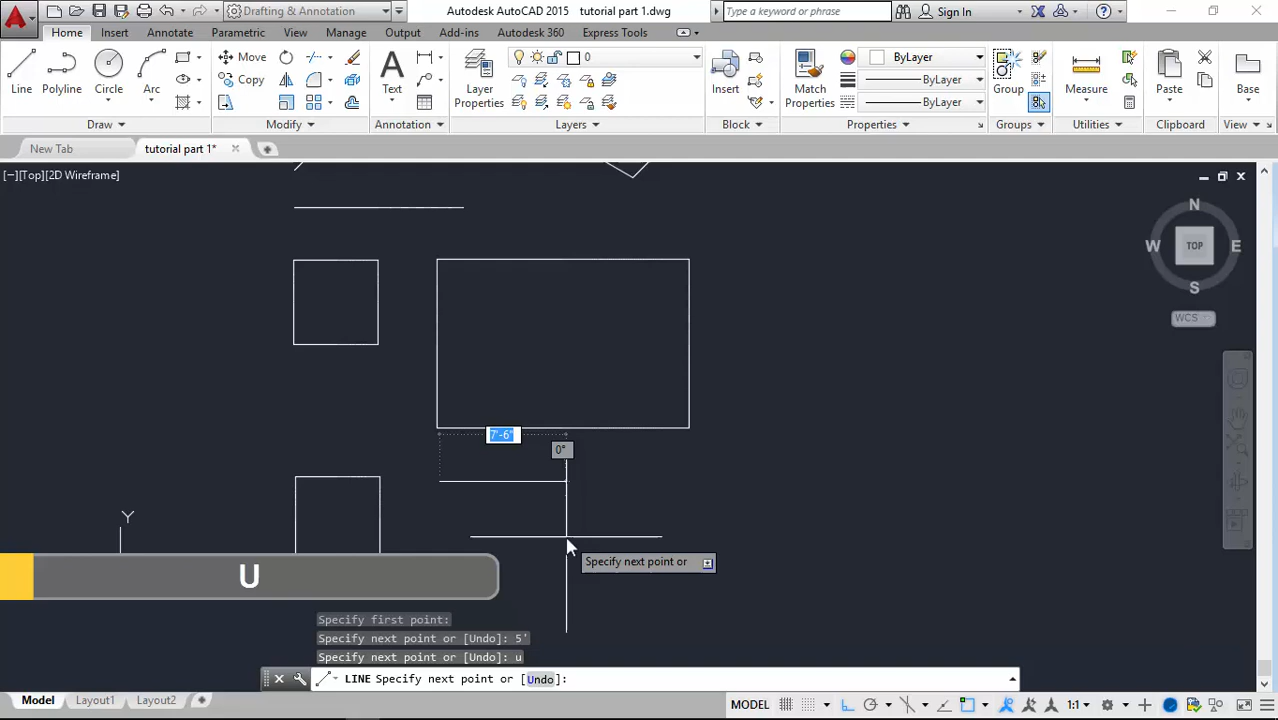 Drafting & Annotation
Autodesk AutoCAD 2015 tutorial part 1.dwg
Type a keyword or phrase
Sign In
Home Insert Annotate Parametric View Manage Output Add-ins Autodesk 360 Express Tools
Line Polyline Circle Arc
Move
Copy
Text
Layer
Properties
0
Insert
Match
Properties
ByLayer
ByLayer
ByLayer
Group
Measure
Paste
Base
Draw Modify Annotation Layers Block Properties Groups Utilities Clipboard View
New Tab tutorial part 1*
[−][Top][2D Wireframe]
N
W TOP E
S
WCS
7'-6"
0°
Y
Specify next point or
U
Specify first point:
Specify next point or [Undo]: 5'
Specify next point or [Undo]: u
LINE Specify next point or [Undo]:
Model Layout1 Layout2
MODEL
1:1